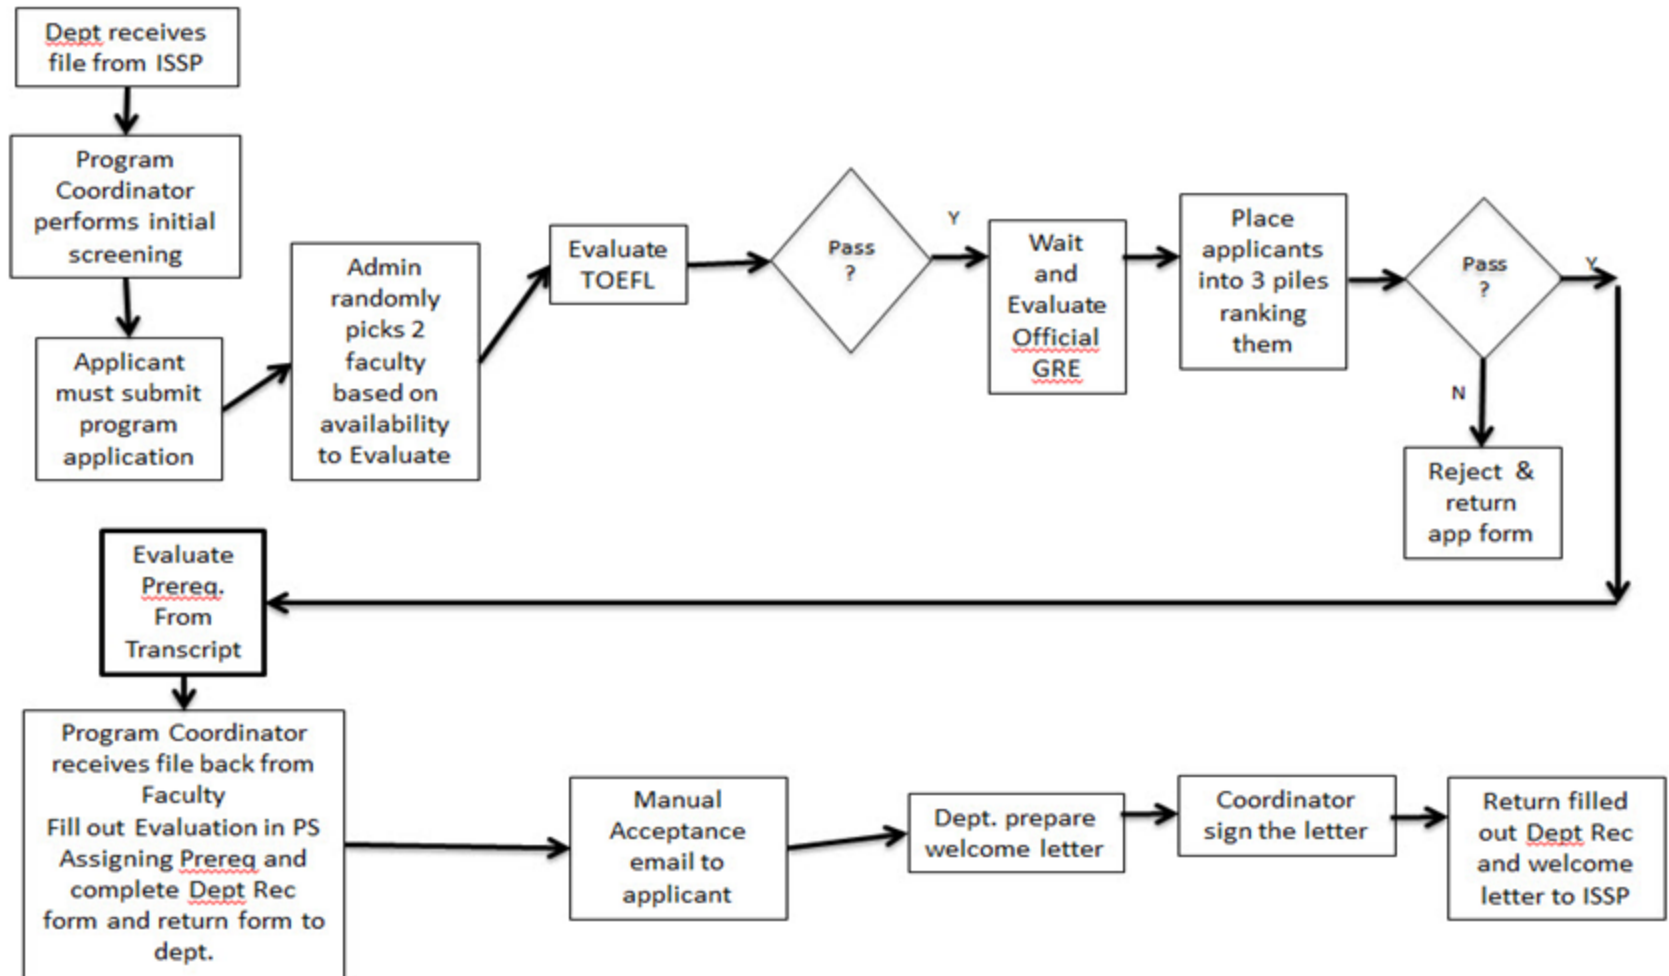 Dept receives
file from ISSP
Program
Coordinator
performs initial
screening
Applicant
must submit
program
application
Admin
randomly
picks 2
faculty
based on
availability
to Evaluate
Evaluate
TOEFL
Pass
?
Y
Wait
and
Evaluate
Official
GRE
Place
applicants
into 3 piles
ranking
them
Pass
?
Y
N
Reject &
return
app form
Evaluate
Prereq.
From
Transcript
Program Coordinator
receives file back from
Faculty
Fill out Evaluation in PS
Assigning Prereq and
complete Dept Rec
form and return form to
dept.
Manual
Acceptance
email to
applicant
Dept. prepare
welcome letter
Coordinator
sign the letter
Return filled
out Dept Rec
and welcome
letter to ISSP